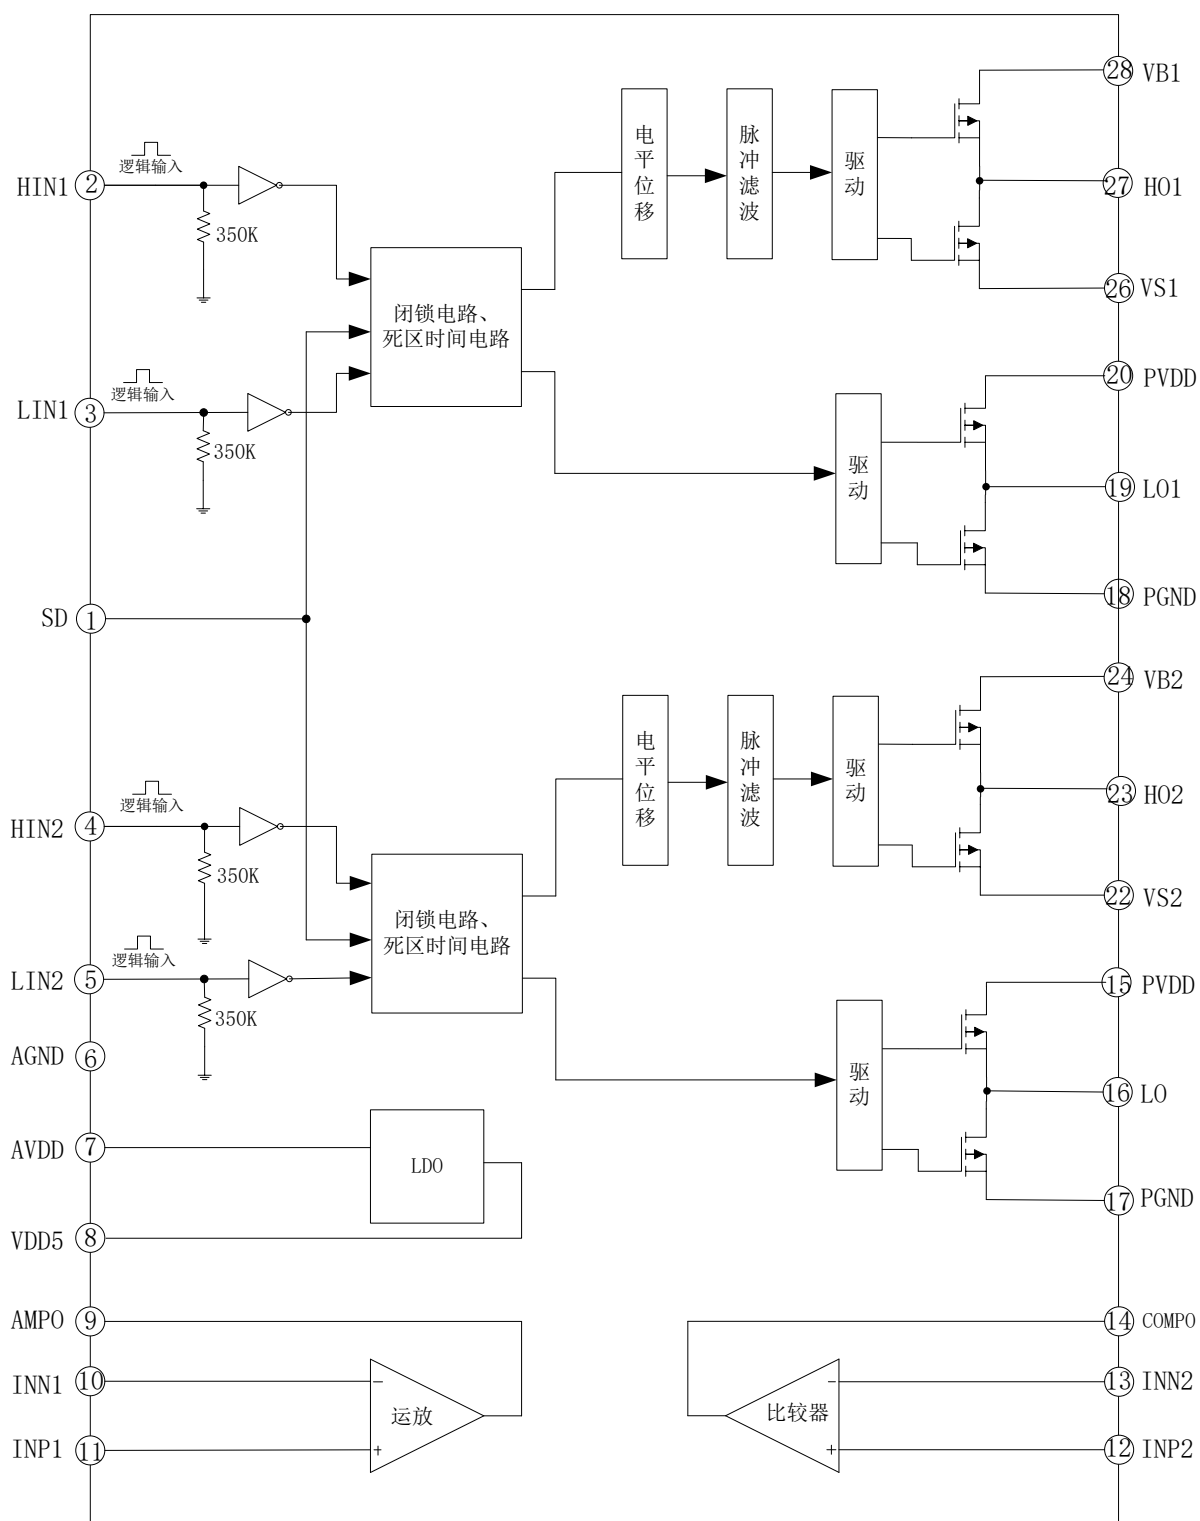 28 VB1
逻辑输入
HIN1 2
350K
电平位移
脉冲滤波
驱动
27 HO1
闭锁电路、
死区时间电路
26 VS1
逻辑输入
LIN1 3
350K
20 PVDD
驱动
19 LO1
18 PGND
SD 1
24 VB2
电平位移
脉冲滤波
驱动
逻辑输入
HIN2 4
350K
23 HO2
闭锁电路、
死区时间电路
22 VS2
逻辑输入
LIN2 5
350K
15 PVDD
AGND 6
驱动
16 LO
AVDD 7
LDO
17 PGND
VDD5 8
AMPO 9
14 COMPO
INN1 10
−
运放
INP1 11
+
比较器
−
13 INN2
+
12 INP2